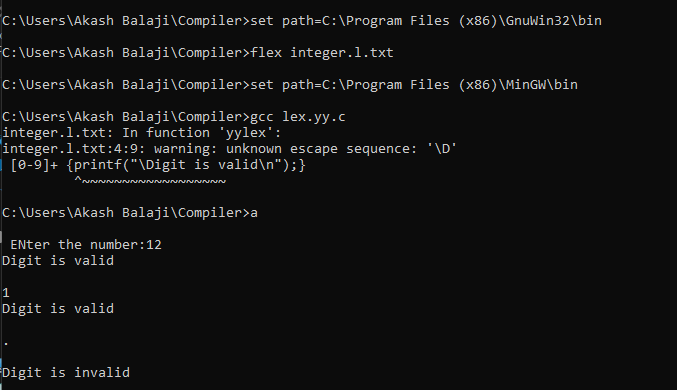 C:\Users\Akash Balaji\Compiler>set path=C:\Program Files (x86)\GnuWin32\bin
C:\Users\Akash Balaji\Compiler>flex integer.l.txt
C:\Users\Akash Balaji\Compiler>set path=C:\Program Files (x86)\MinGW\bin
C:\Users\Akash Balaji\Compiler>gcc lex.yy.c
integer.l.txt: In function 'yylex':
integer.l.txt:4:9: warning: unknown escape sequence: '\D'
 [0-9]+ {printf("\Digit is valid\n");}
         ^~~~~~~~~~~~~~~~~~~
C:\Users\Akash Balaji\Compiler>a
 ENter the number:12
Digit is valid
1
Digit is valid
.
Digit is invalid